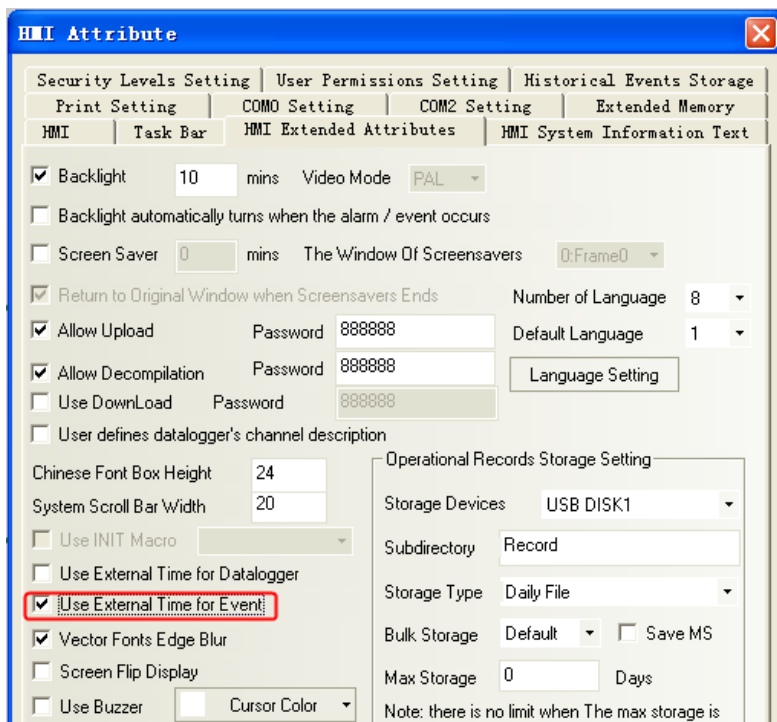 HMI Attribute
Security Levels Setting User Permissions Setting Historical Events Storage
Print Setting COM0 Setting COM2 Setting Extended Memory
HMI Task Bar HMI Extended Attributes HMI System Information Text
Backlight 10 mins Video Mode PAL
Backlight automatically turns when the alarm / event occurs
Screen Saver 0 mins The Window Of Screensavers 0:Frame0
Return to Original Window when Screensavers Ends Number of Language 8
Allow Upload Password 888888 Default Language 1
Allow Decompilation Password 888888 Language Setting
Use DownLoad Password 888888
User defines datalogger's channel description
Chinese Font Box Height 24
System Scroll Bar Width 20
Use INIT Macro
Use External Time for Datalogger
Use External Time for Event
Vector Fonts Edge Blur
Screen Flip Display
Use Buzzer Cursor Color
Operational Records Storage Setting
Storage Devices USB DISK1
Subdirectory Record
Storage Type Daily File
Bulk Storage Default Save MS
Max Storage 0 Days
Note: there is no limit when The max storage is